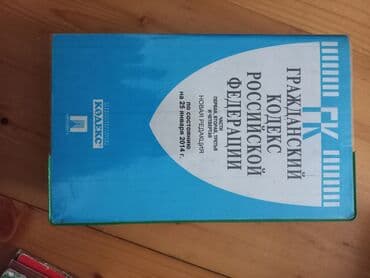 ГК
ГРАЖДАНСКИЙ
КОДЕКС
РОССИЙСКОЙ
ФЕДЕРАЦИИ
ЧАСТИ
ПЕРВАЯ, ВТОРАЯ, ТРЕТЬЯ
И ЧЕТВЕРТАЯ
НОВАЯ РЕДАКЦИЯ
ПО СОСТОЯНИЮ
на 25 января 2014 г.
КОДЕКС
П